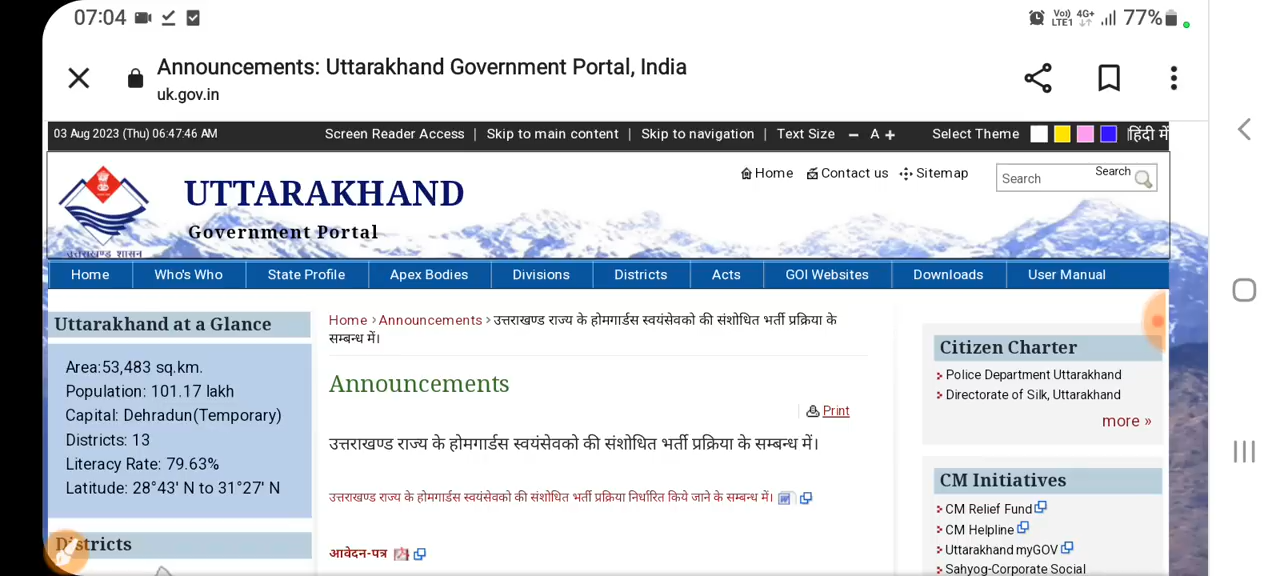 07:04
Vo) 4G+
LTE1
77%
Announcements: Uttarakhand Government Portal, India
uk.gov.in
03 Aug 2023 (Thu) 06:47:46 AM
Screen Reader Access | Skip to main content | Skip to navigation | Text Size − A + Select Theme हिंदी में
Home Contact us Sitemap
Search Search
UTTARAKHAND
Government Portal
उत्तराखण्ड शासन
Home Who's Who State Profile Apex Bodies Divisions Districts Acts GOI Websites Downloads User Manual
Uttarakhand at a Glance
Area:53,483 sq.km.
Population: 101.17 lakh
Capital: Dehradun(Temporary)
Districts: 13
Literacy Rate: 79.63%
Latitude: 28°43' N to 31°27' N
Districts
Home › Announcements › उत्तराखण्ड राज्य के होमगार्डस स्वयंसेवको की संशोधित भर्ती प्रक्रिया के
सम्बन्ध में।
Announcements
Print
उत्तराखण्ड राज्य के होमगार्डस स्वयंसेवको की संशोधित भर्ती प्रक्रिया के सम्बन्ध में।
उत्तराखण्ड राज्य के होमगार्डस स्वयंसेवको की संशोधित भर्ती प्रक्रिया निर्धारित किये जाने के सम्बन्ध में।
आवेदन-पत्र
Citizen Charter
Police Department Uttarakhand
Directorate of Silk, Uttarakhand
more »
CM Initiatives
CM Relief Fund
CM Helpline
Uttarakhand myGOV
Sahyog-Corporate Social